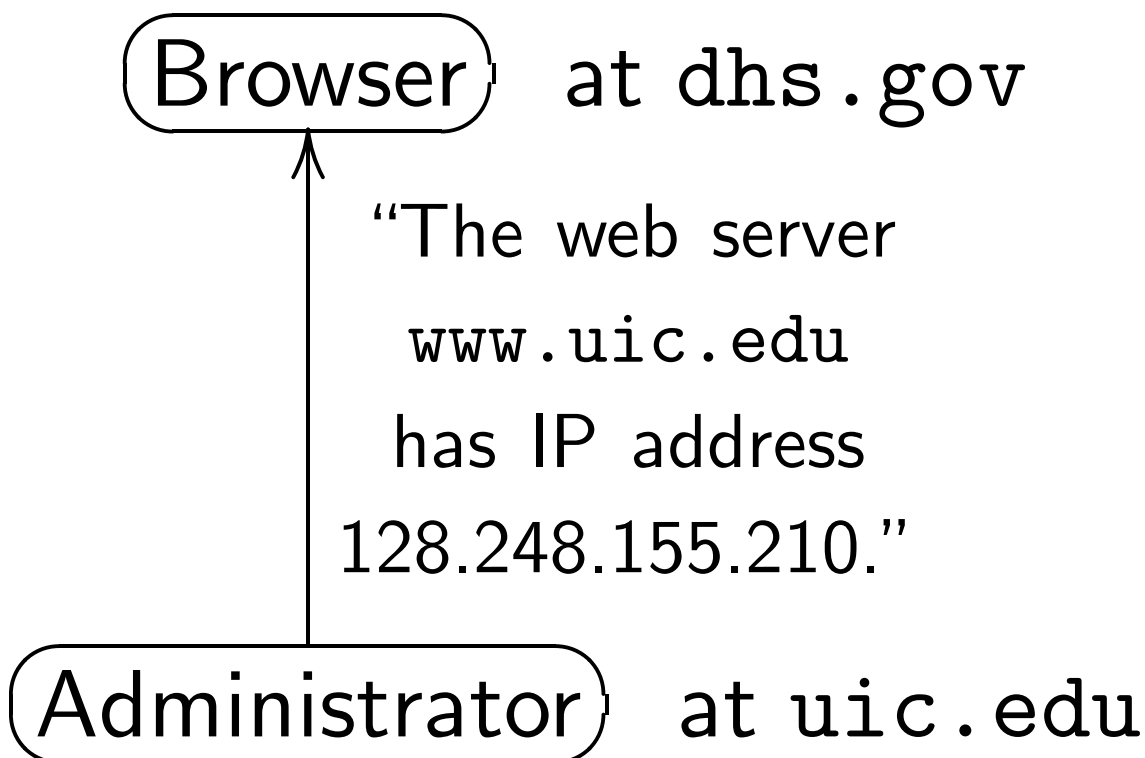 Browser at dhs.gov
“The web server
www.uic.edu
has IP address
128.248.155.210.”
Administrator at uic.edu